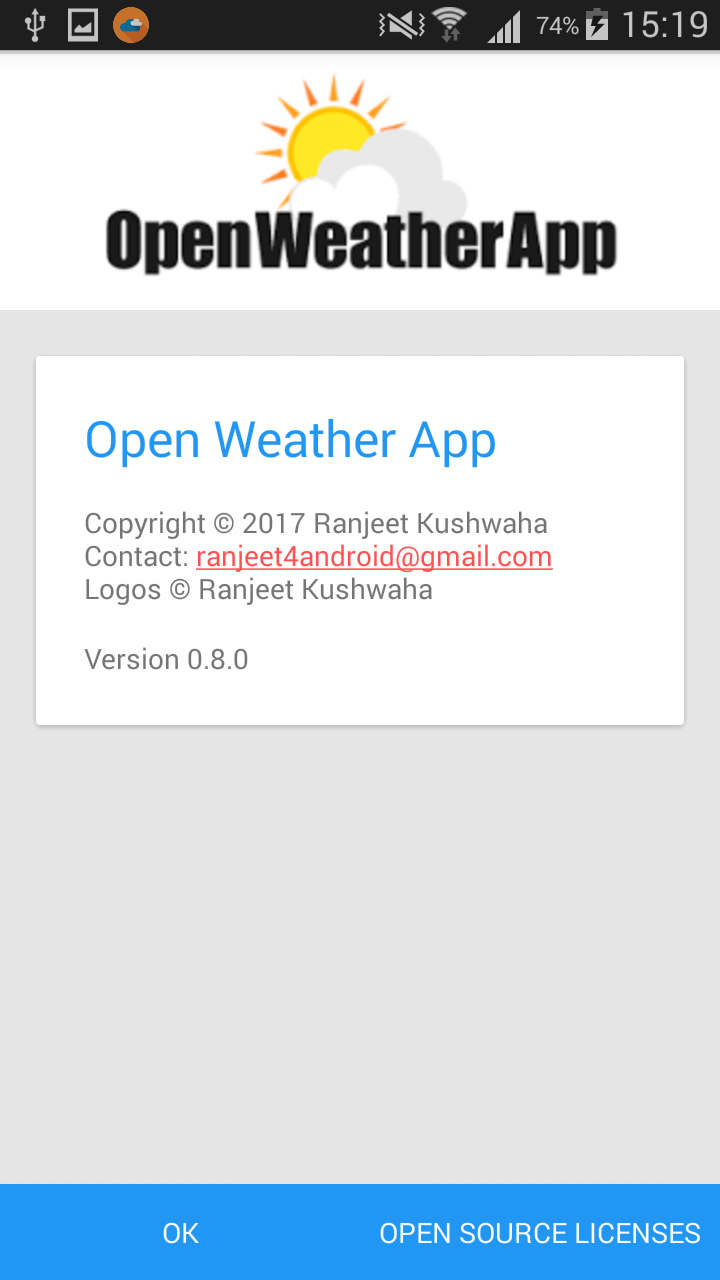 74% 15:19
OpenWeatherApp
Open Weather App
Copyright © 2017 Ranjeet Kushwaha
Contact: ranjeet4android@gmail.com
Logos © Ranjeet Kushwaha
Version 0.8.0
OK OPEN SOURCE LICENSES